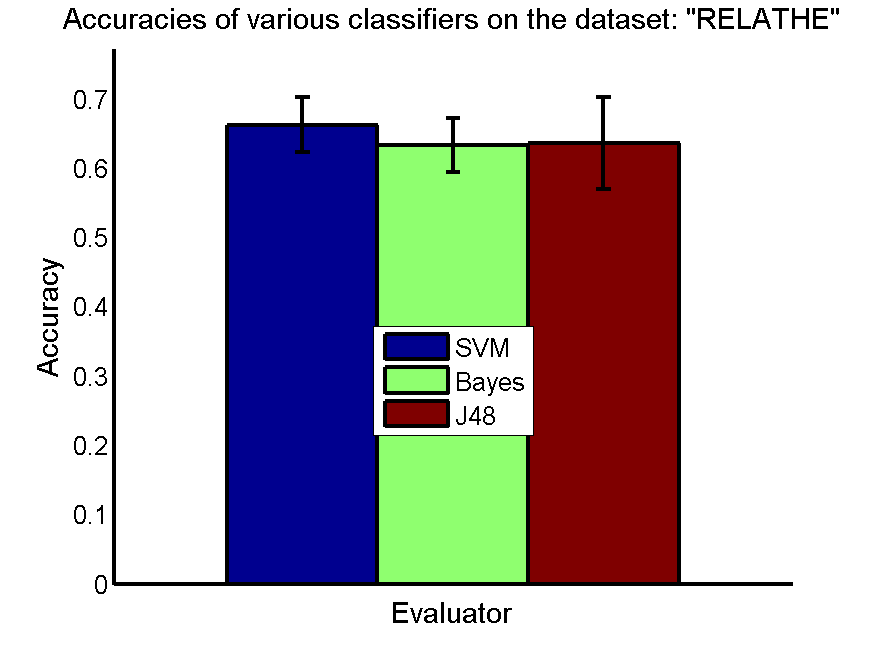 Accuracies of various classifiers on the dataset: "RELATHE"
0.7
0.6
0.5
0.4
0.3
0.2
0.1
0
Accuracy
SVM
Bayes
J48
Evaluator